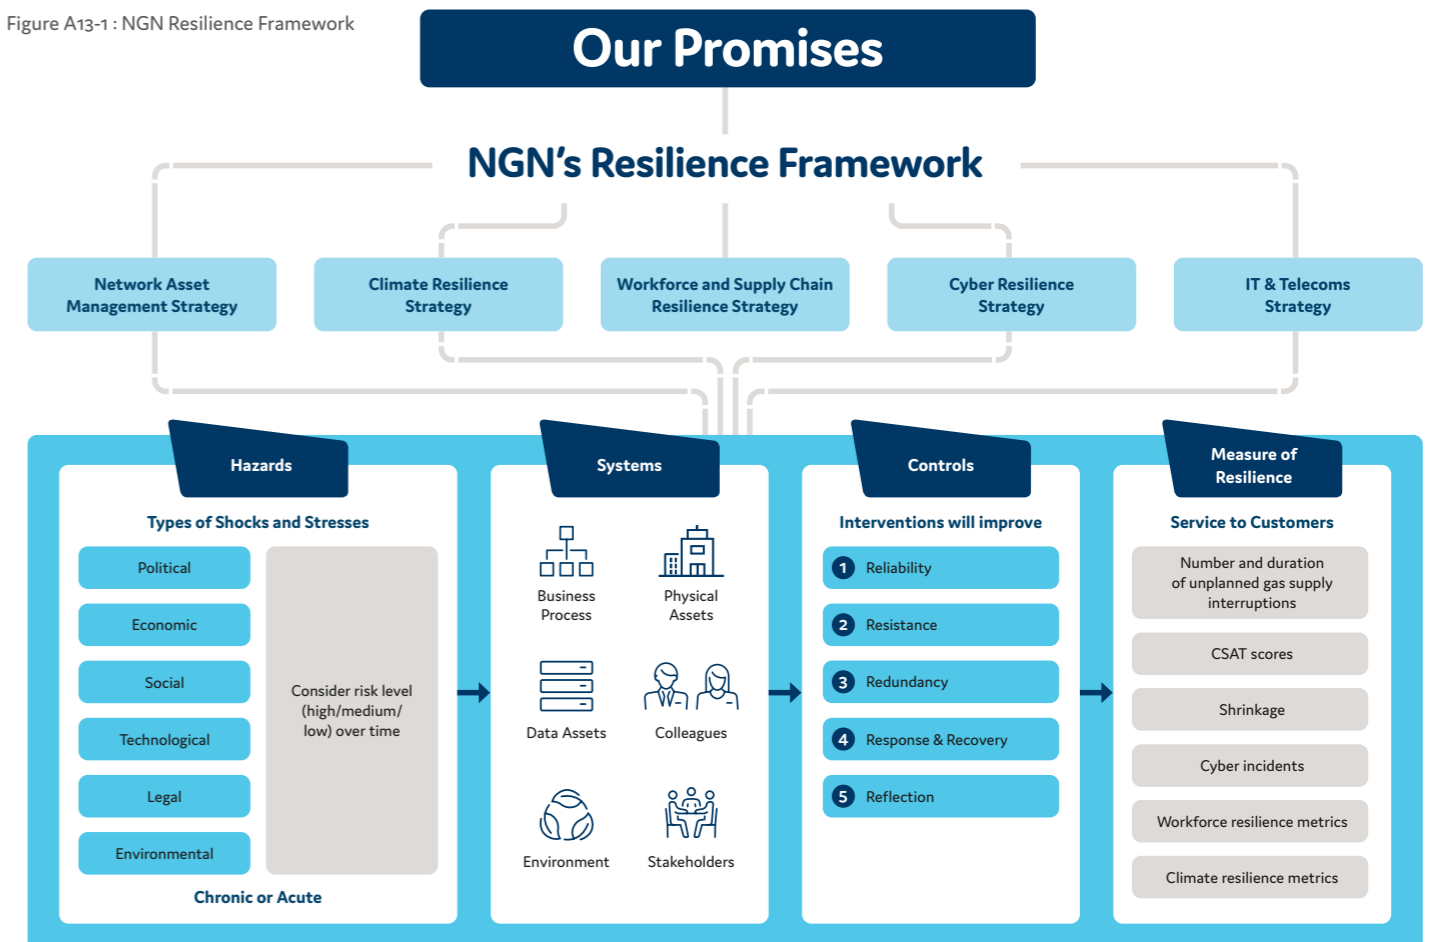 Figure A13-1 : NGN Resilience Framework
Our Promises
NGN's Resilience Framework
Network Asset
Management Strategy
Climate Resilience
Strategy
Workforce and Supply Chain
Resilience Strategy
Cyber Resilience
Strategy
IT & Telecoms
Strategy
Hazards
Types of Shocks and Stresses
Political
Economic
Social
Technological
Legal
Environmental
Consider risk level
(high/medium/
low) over time
Chronic or Acute
Systems
Business
Process
Physical
Assets
Data Assets
Colleagues
Environment
Stakeholders
Controls
Interventions will improve
1 Reliability
2 Resistance
3 Redundancy
4 Response & Recovery
5 Reflection
Measure of
Resilience
Service to Customers
Number and duration
of unplanned gas supply
interruptions
CSAT scores
Shrinkage
Cyber incidents
Workforce resilience metrics
Climate resilience metrics